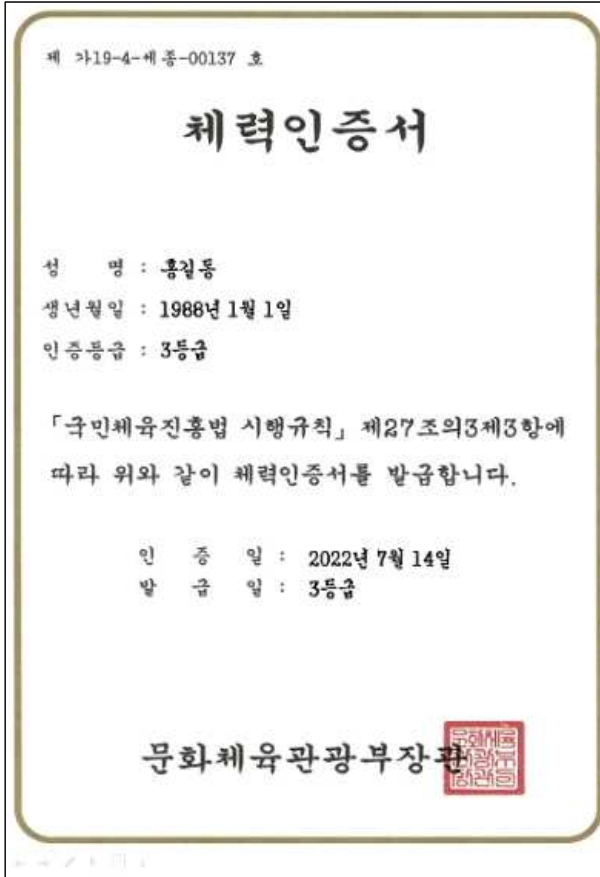 제 가19-4-세종-00137 호
체력인증서
성 명 : 홍길동
생년월일 : 1988년 1월 1일
인증등급 : 3등급
「국민체육진흥법 시행규칙」 제27조의3제3항에
따라 위와 같이 체력인증서를 발급합니다.
인 증 일 : 2022년 7월 14일
발 급 일 : 3등급
문화체육관광부장관